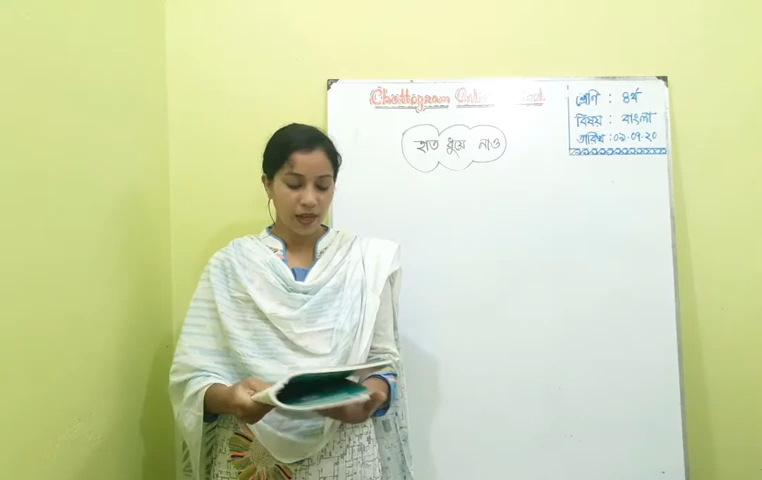 Chattogram Online School
শ্রেণি : ৪র্থ
বিষয় : বাংলা
তারিখ : ০৯.০৭.২০
হাত ধুয়ে নাও